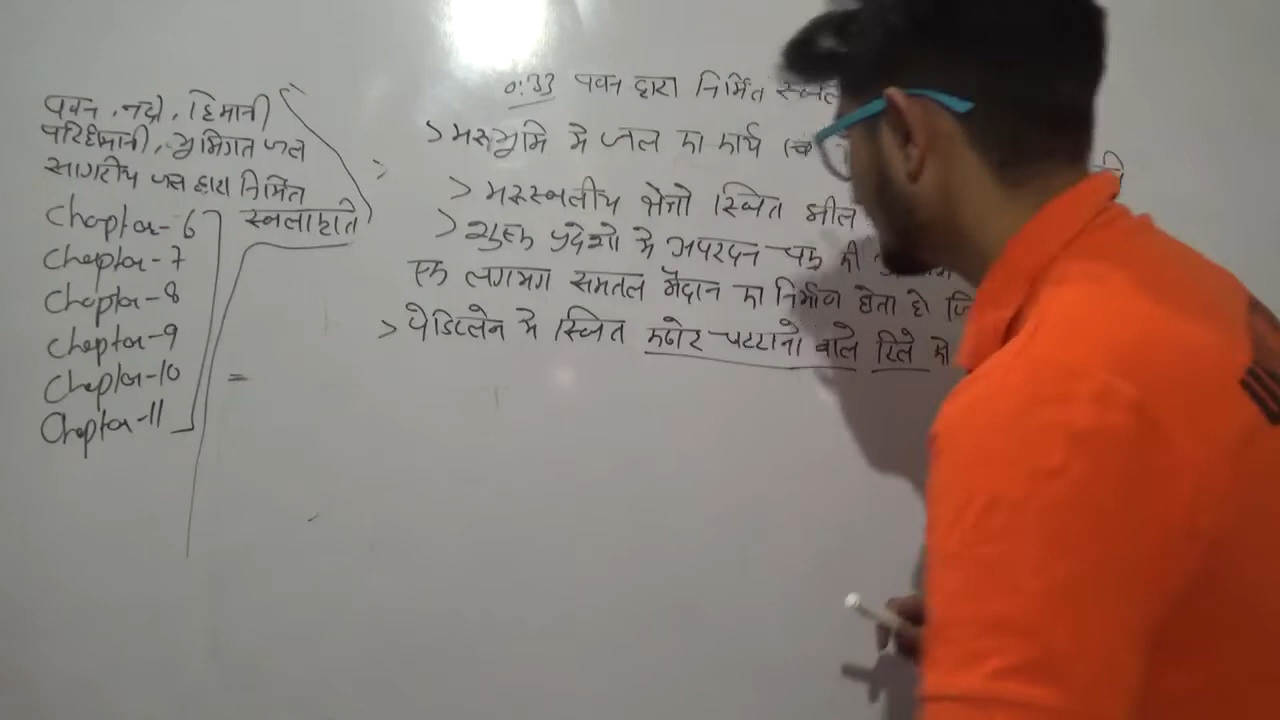 पवन, नदी, हिमानी
परिहिमानी, भूमिगत जल
सागरीय जल द्वारा निर्मित
स्थलाकृति
Chapter-6
Chapter-7
Chapter-8
Chapter-9
Chapter-10
Chapter-11
=
0:33 पवन द्वारा निर्मित स्थल
> मरूभूमि मे जल का कार्य
> मरूस्थलीय क्षेत्रो स्थित झील
> शुष्क प्रदेशो मे अपरदन चक्र की
एक लगभग समतल मैदान का निर्माण होता हो
> पेडिप्लेन मे स्थित कठोर चट्टानो वाले टिले को